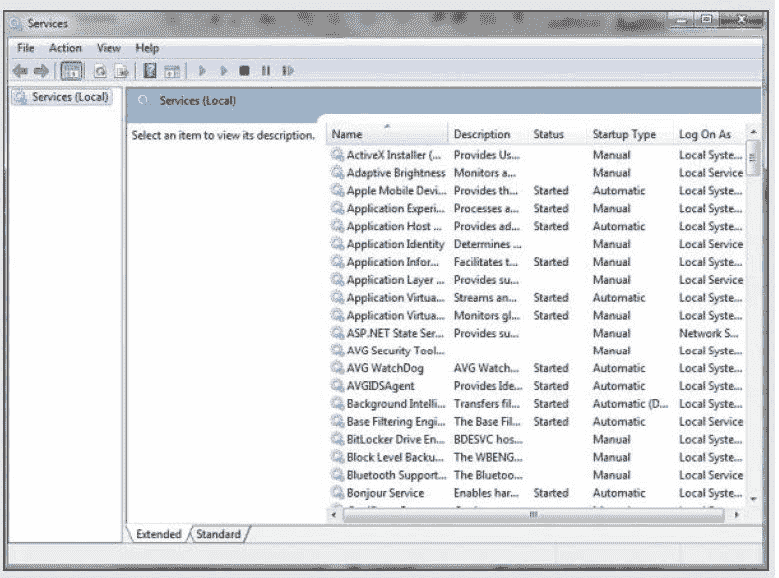 Services
File Action View Help
Services (Local)
Services (Local)
Select an item to view its description.
Name Description Status Startup Type Log On As
ActiveX Installer (... Provides Us... Manual Local Syste...
Adaptive Brightness Monitors a... Manual Local Service
Apple Mobile Devi... Provides th... Started Automatic Local Syste...
Application Experi... Processes a... Started Manual Local Syste...
Application Host ... Provides ad... Started Automatic Local Syste...
Application Identity Determines ... Manual Local Service
Application Infor... Facilitates t... Started Manual Local Syste...
Application Layer ... Provides su... Manual Local Service
Application Virtua... Streams an... Started Automatic Local Syste...
Application Virtua... Monitors gl... Started Manual Local Syste...
ASP.NET State Ser... Provides su... Manual Network S...
AVG Security Tool... Manual Local Syste...
AVG WatchDog AVG Watch... Started Automatic Local Syste...
AVGIDSAgent Provides Ide... Started Automatic Local Syste...
Background Intelli... Transfers fil... Started Automatic (D... Local Syste...
Base Filtering Engi... The Base Fil... Started Automatic Local Service
BitLocker Drive En... BDESVC hos... Manual Local Syste...
Block Level Backu... The WBENG... Manual Local Syste...
Bluetooth Support... The Bluetoo... Manual Local Service
Bonjour Service Enables har... Started Automatic Local Syste...
Extended Standard